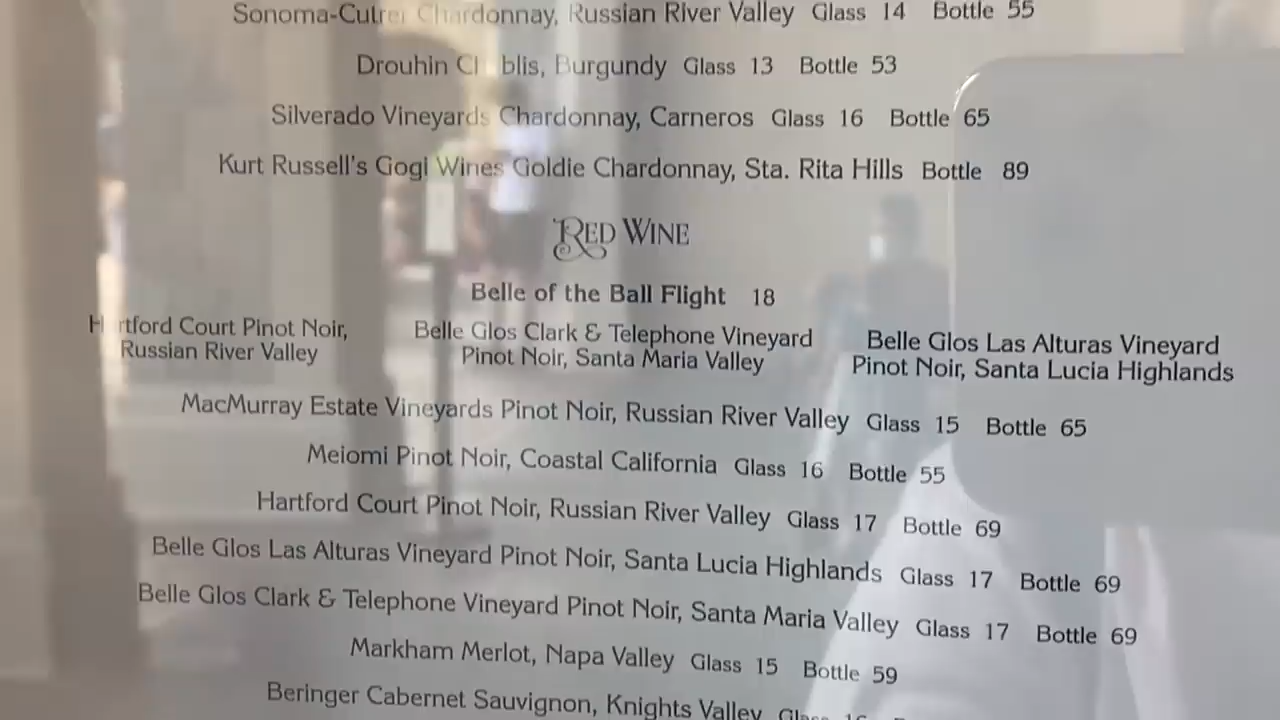 Sonoma-Cutrer Chardonnay, Russian River Valley Glass 14 Bottle 55
Drouhin Chablis, Burgundy Glass 13 Bottle 53
Silverado Vineyards Chardonnay, Carneros Glass 16 Bottle 65
Kurt Russell's Gogi Wines Goldie Chardonnay, Sta. Rita Hills Bottle 89
RED WINE
Belle of the Ball Flight 18
Hartford Court Pinot Noir,
Russian River Valley
Belle Glos Clark & Telephone Vineyard
Pinot Noir, Santa Maria Valley
Belle Glos Las Alturas Vineyard
Pinot Noir, Santa Lucia Highlands
MacMurray Estate Vineyards Pinot Noir, Russian River Valley Glass 15 Bottle 65
Meiomi Pinot Noir, Coastal California Glass 16 Bottle 55
Hartford Court Pinot Noir, Russian River Valley Glass 17 Bottle 69
Belle Glos Las Alturas Vineyard Pinot Noir, Santa Lucia Highlands Glass 17 Bottle 69
Belle Glos Clark & Telephone Vineyard Pinot Noir, Santa Maria Valley Glass 17 Bottle 69
Markham Merlot, Napa Valley Glass 15 Bottle 59
Beringer Cabernet Sauvignon, Knights Valley Glass